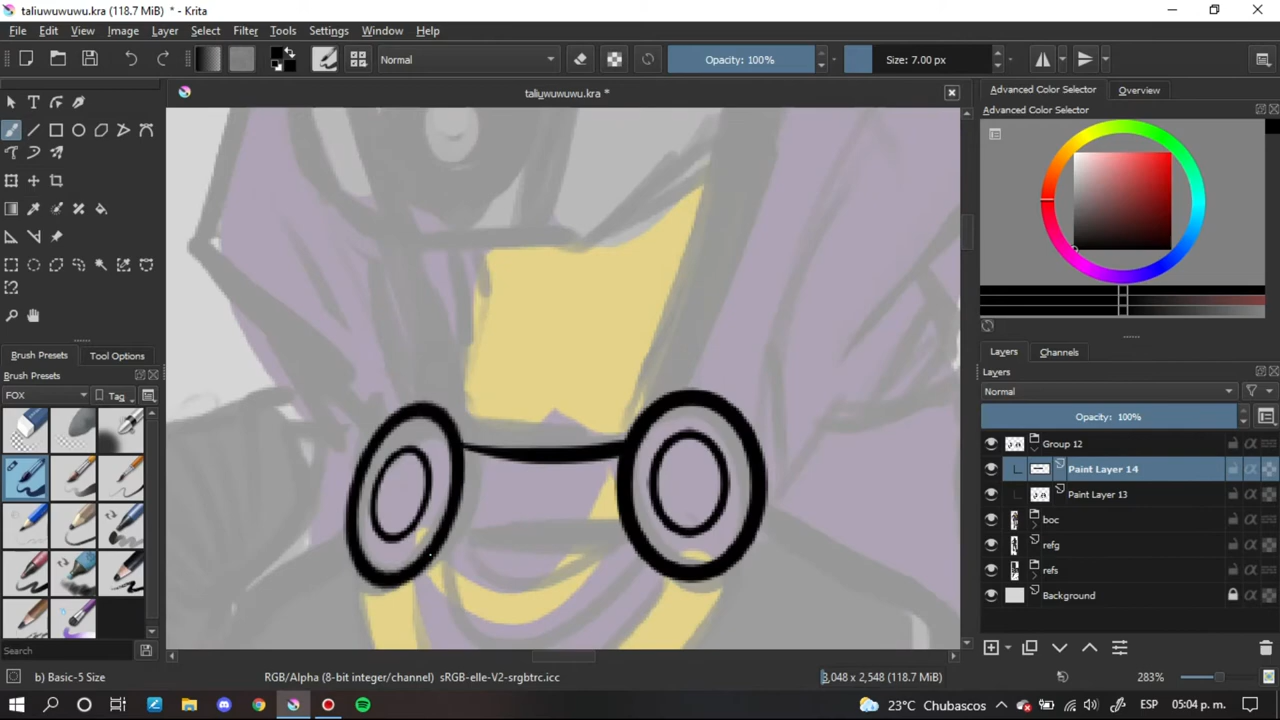 taliuwuwuwu.kra (118.7 MiB) * - Krita
File Edit View Image Layer Select Filter Tools Settings Window Help
Normal
Opacity: 100%
Size: 7.00 px
taliuwuwuwu.kra *
Advanced Color Selector Overview
Advanced Color Selector
Brush Presets Tool Options
Brush Presets
FOX Tag
Search
Layers Channels
Layers
Normal
Opacity: 100%
Group 12
Paint Layer 14
Paint Layer 13
boc
refg
refs
Background
b) Basic-5 Size RGB/Alpha (8-bit integer/channel) sRGB-elle-V2-srgbtrc.icc 3,048 x 2,548 (118.7 MiB) 283%
23°C Chubascos ESP 05:04 p. m.